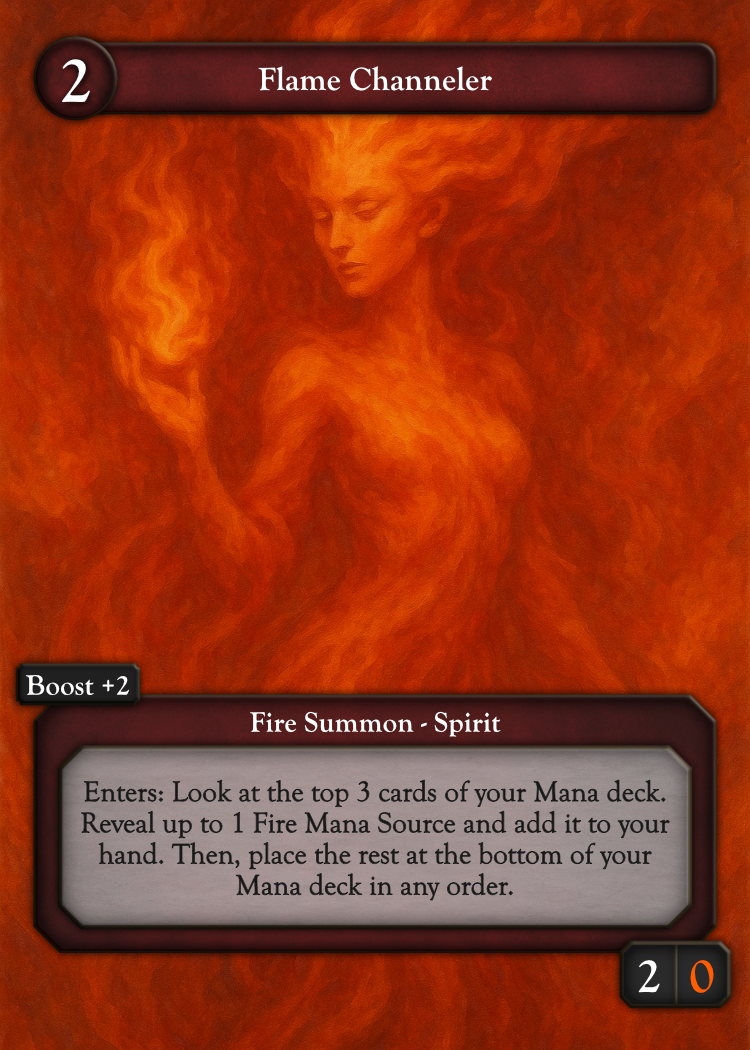 2 Flame Channeler
Boost +2
Fire Summon - Spirit
Enters: Look at the top 3 cards of your Mana deck.
Reveal up to 1 Fire Mana Source and add it to your
hand. Then, place the rest at the bottom of your
Mana deck in any order.
2 0